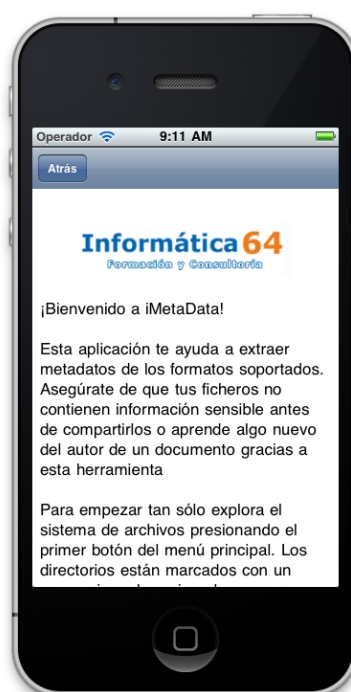 Operador 9:11 AM
Atrás
Informática 64
Formación y Consultoría
¡Bienvenido a iMetaData!
Esta aplicación te ayuda a extraer
metadatos de los formatos soportados.
Asegúrate de que tus ficheros no
contienen información sensible antes
de compartirlos o aprende algo nuevo
del autor de un documento gracias a
esta herramienta
Para empezar tan sólo explora el
sistema de archivos presionando el
primer botón del menú principal. Los
directorios están marcados con un